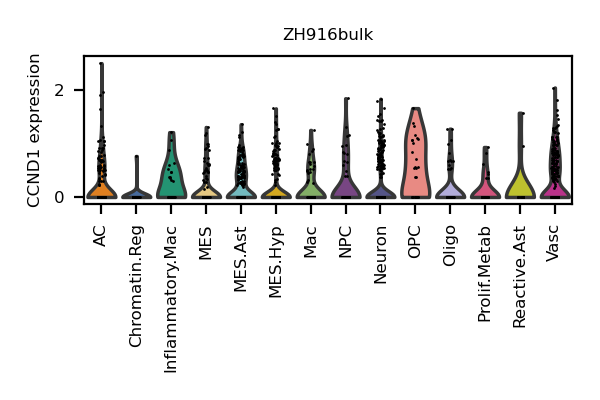 ZH916bulk
CCND1 expression
2
0
AC
Chromatin.Reg
Inflammatory.Mac
MES
MES.Ast
MES.Hyp
Mac
NPC
Neuron
OPC
Oligo
Prolif.Metab
Reactive.Ast
Vasc